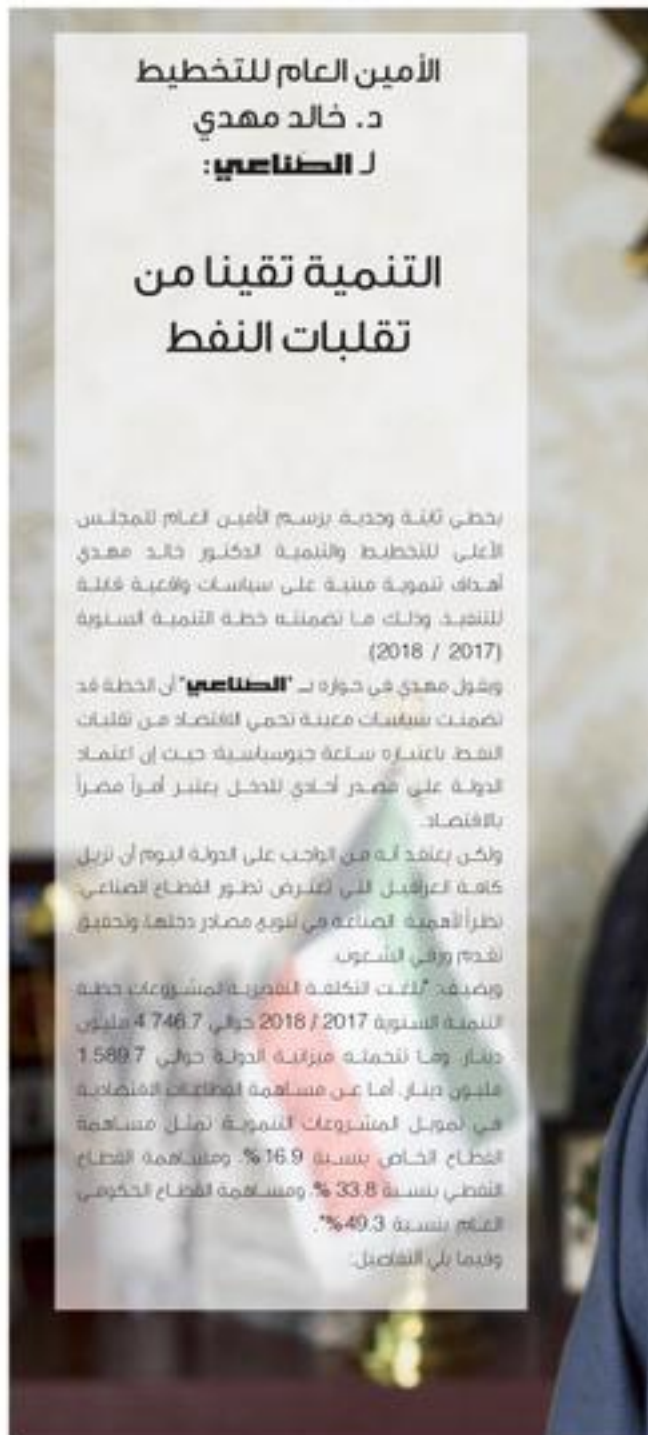 الأمين العام للتخطيط
د. خالد مهدي
لـ الصناعي:
التنمية تقينا من
تقلبات النفط
بخطى ثابتة وجدية يرسم الأمين العام للمجلس
الأعلى للتخطيط والتنمية الدكتور خالد مهدي
أهداف تنموية مبنية على سياسات واقعية قابلة
للتنفيذ وذلك ما تضمنته خطة التنمية السنوية
(2017 / 2018)
ويقول مهدي في حواره لـ "الصناعي" أن الخطة قد
تضمنت سياسات معينة تحمي الاقتصاد من تقلبات
النفط، باعتباره سلعة جيوسياسية؛ حيث إن اعتماد
الدولة على مصدر أحادي للدخل يعتبر أمراً مضراً
بالاقتصاد.
ولكن يعتقد أنه من الواجب على الدولة اليوم أن تزيل
كافة العراقيل التي تعترض تطور القطاع الصناعي،
نظراً لأهمية الصناعة في تنويع مصادر دخلها، وتحقيق
تقدم ورقي الشعوب.
ويضيف: "بلغت التكلفة التقديرية لمشروعات خطة
التنمية السنوية 2017 / 2018 حوالي 4.746.7 مليون
دينار، وما تتحمله ميزانية الدولة حوالي 1.589.7
مليون دينار. أما عن مساهمة القطاعات الاقتصادية
في تمويل المشروعات التنموية تمثل مساهمة
القطاع الخاص بنسبة 16.9%، ومساهمة القطاع
النفطي بنسبة 33.8 %، ومساهمة القطاع الحكومي
العام بنسبة 49.3%".
وفيما يلي التفاصيل: